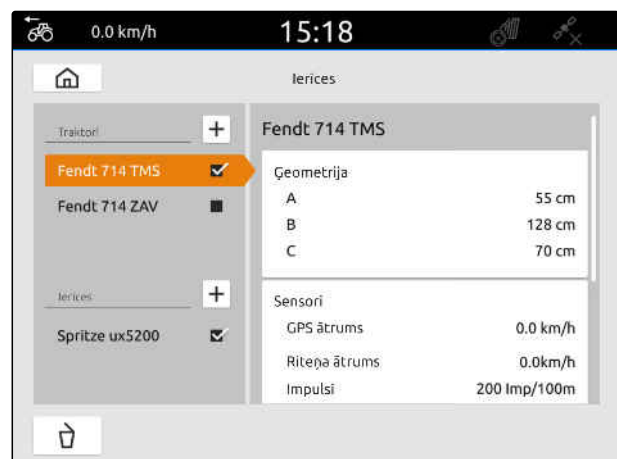 0.0 km/h 15:18
Ierīces
Traktori
Fendt 714 TMS
Fendt 714 ZAV
Ierīces
Spritze ux5200
Fendt 714 TMS
Ģeometrija
A 55 cm
B 128 cm
C 70 cm
Sensori
GPS ātrums 0.0 km/h
Riteņa ātrums 0.0km/h
Impulsi 200 Imp/100m